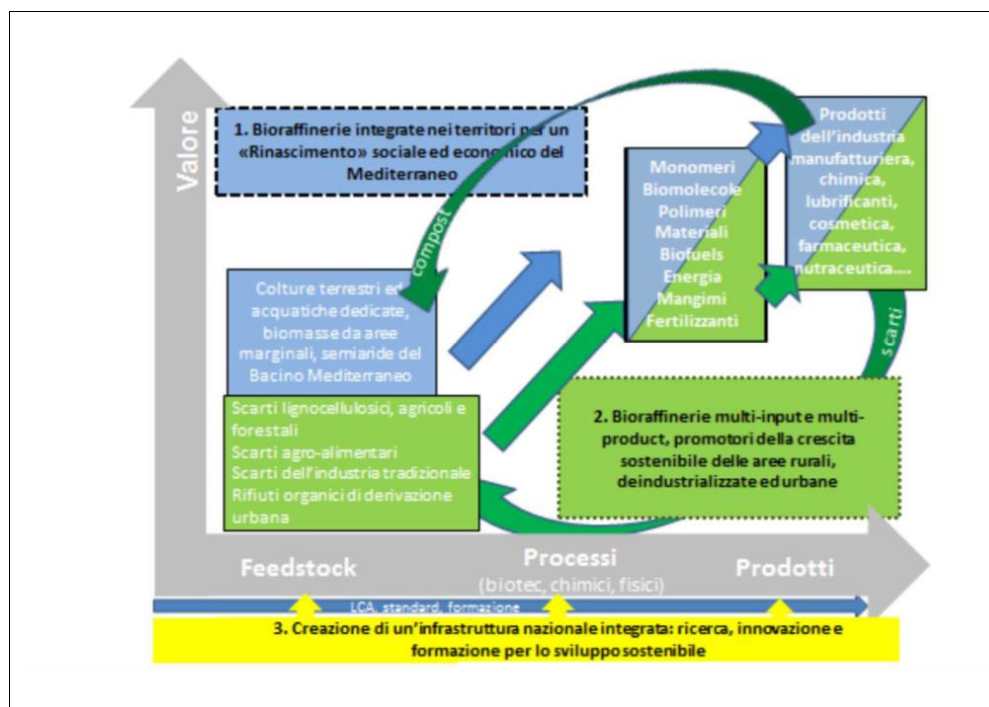 Valore
1. Bioraffinerie integrate nei territori per un
«Rinascimento» sociale ed economico del
Mediterraneo
compost
Colture terrestri ed
acquatiche dedicate,
biomasse da aree
marginali, semiaride del
Bacino Mediterraneo
Scarti lignocellulosici, agricoli e
forestali
Scarti agro-alimentari
Scarti dell'industria tradizionale
Rifiuti organici di derivazione
urbana
Monomeri
Biomolecole
Polimeri
Materiali
Biofuels
Energia
Mangimi
Fertilizzanti
Prodotti
dell'industria
manufatturiera,
chimica,
lubrificanti,
cosmetica,
farmaceutica,
nutraceutica....
scarti
2. Bioraffinerie multi-input e multi-
product, promotori della crescita
sostenibile delle aree rurali,
deindustrializzate ed urbane
Feedstock
Processi
(biotec, chimici, fisici)
Prodotti
LCA, standard, formazione
3. Creazione di un'infrastruttura nazionale integrata: ricerca, innovazione e
formazione per lo sviluppo sostenibile